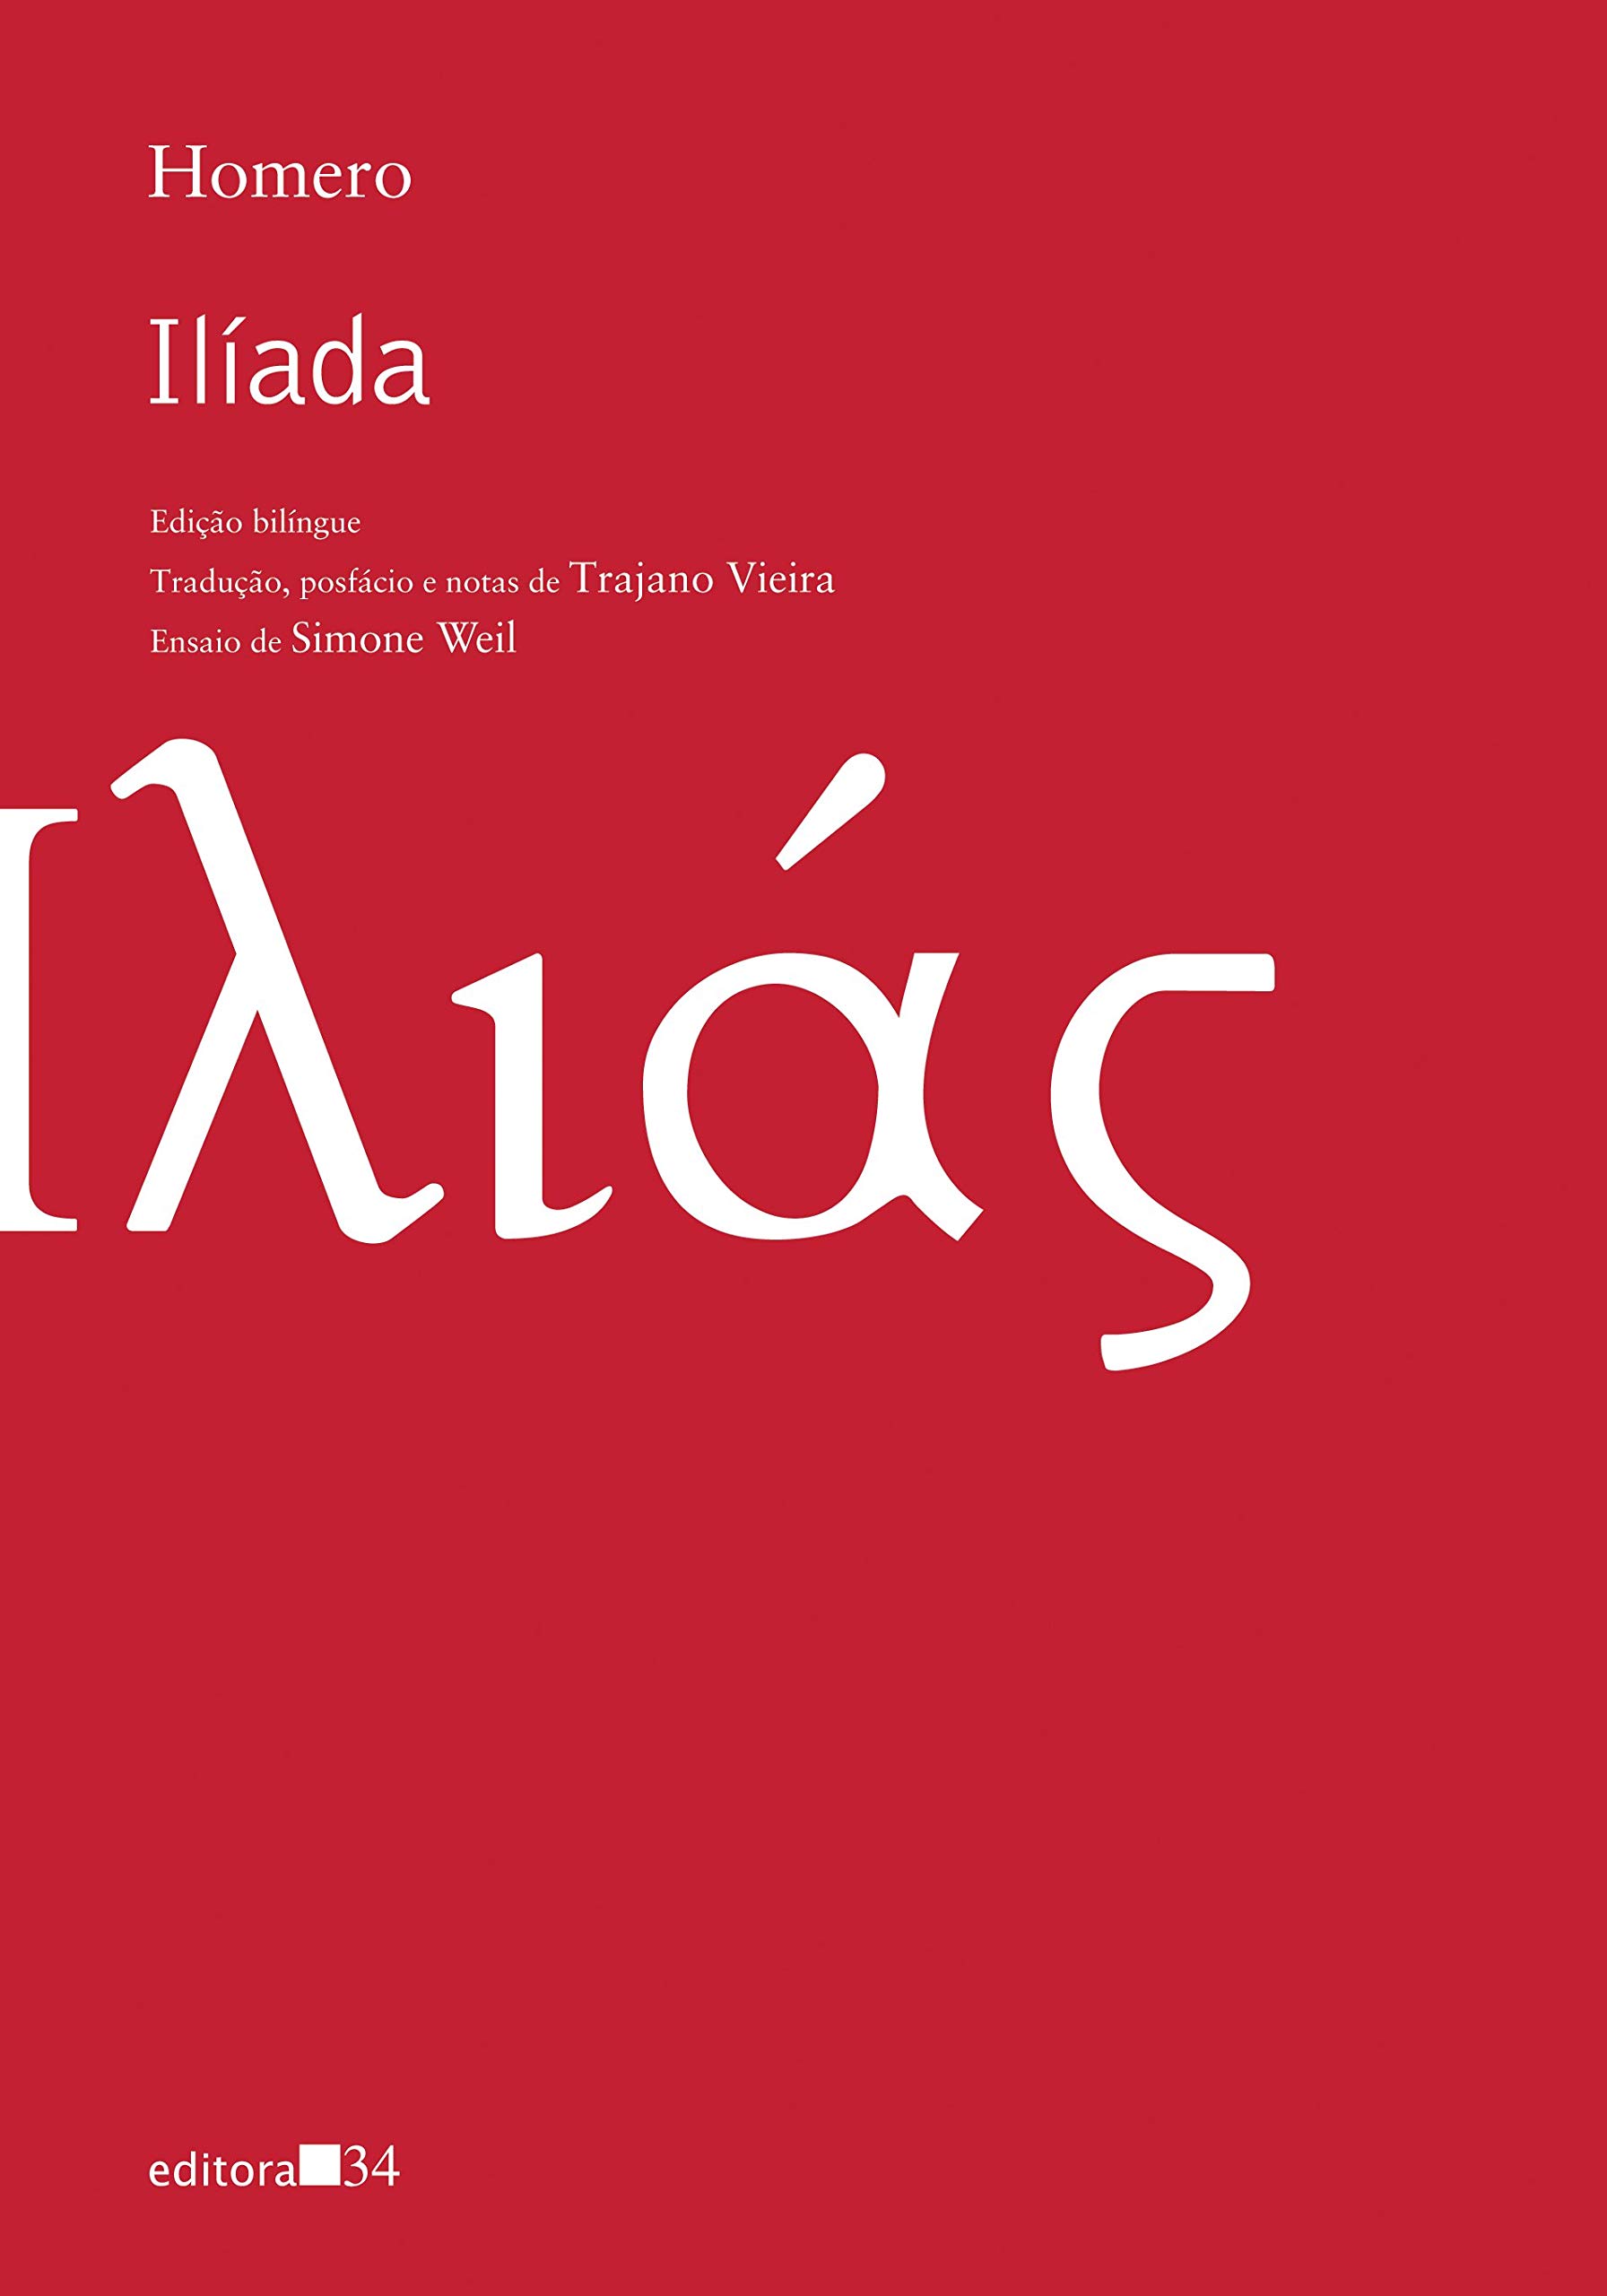 Homero
Ilíada
Edição bilíngue
Tradução, posfácio e notas de Trajano Vieira
Ensaio de Simone Weil
Ιλιάς
editora 34